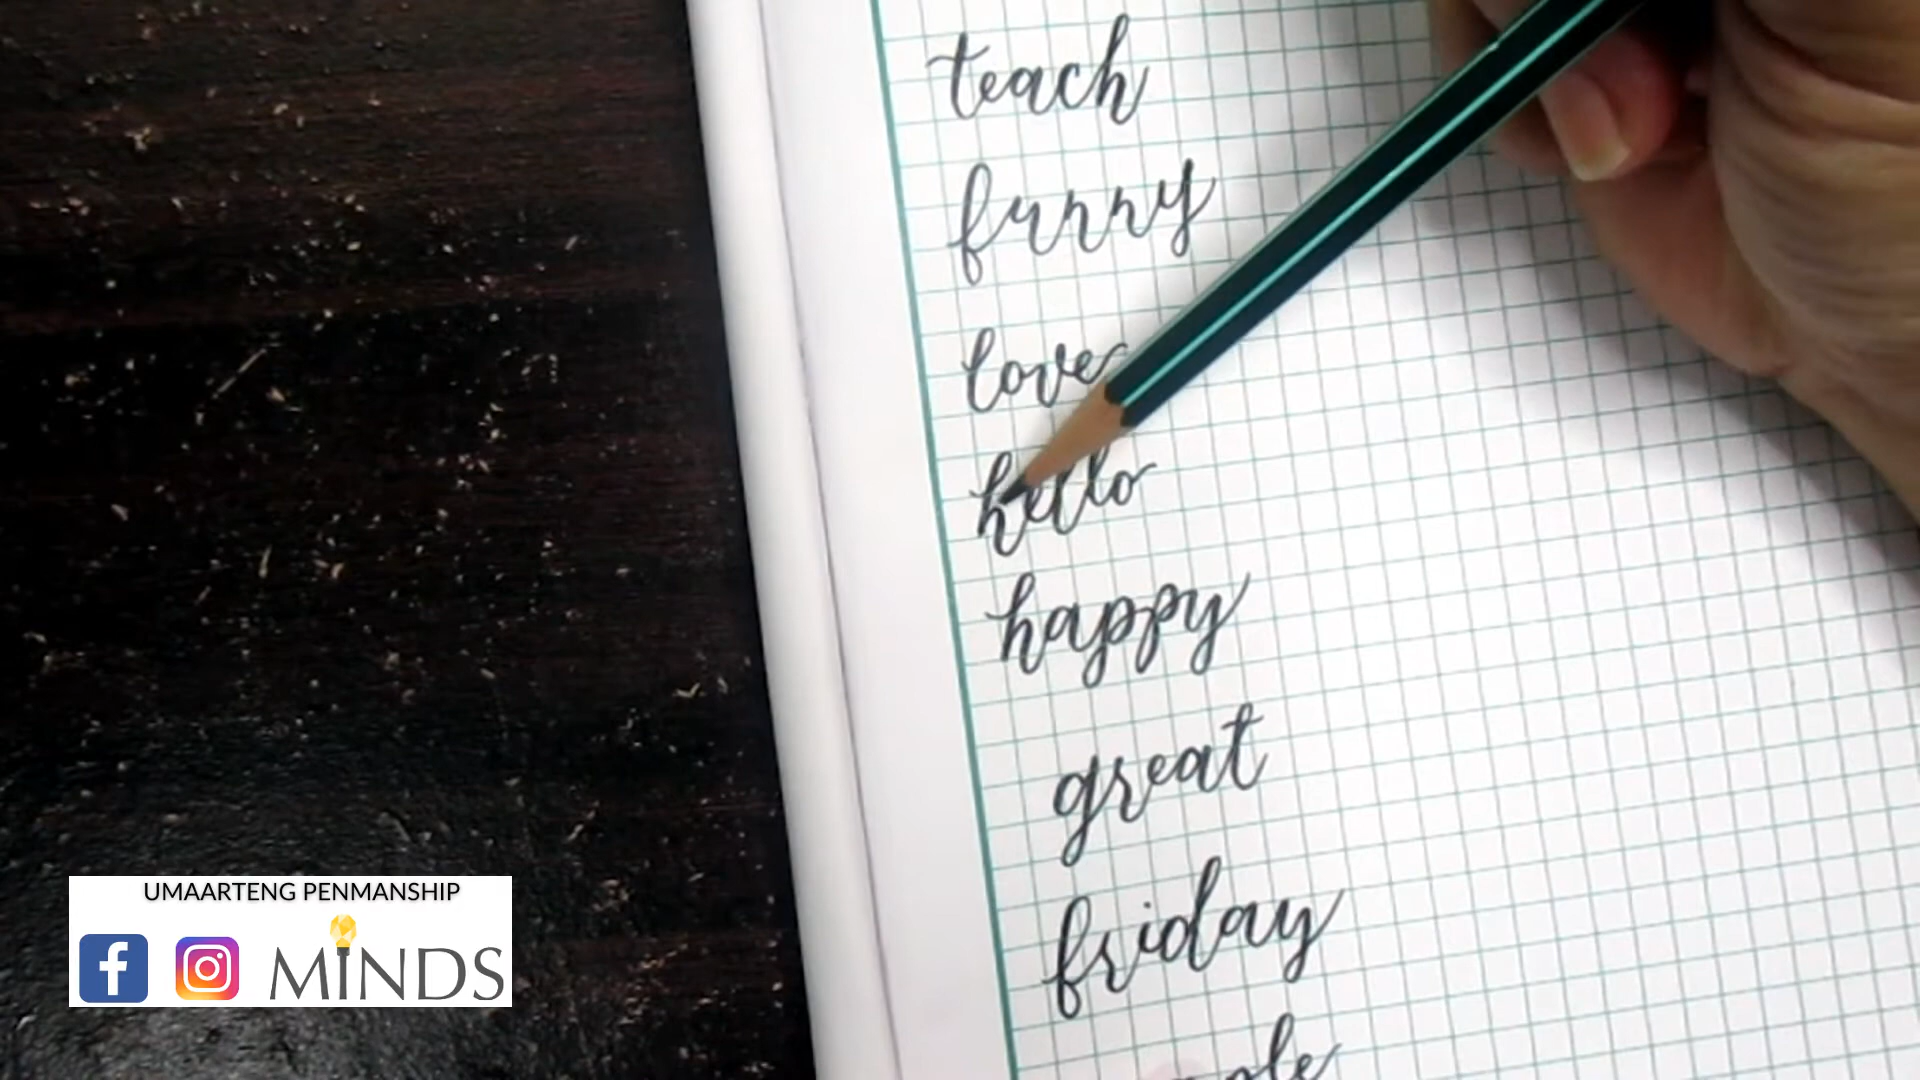 teach
funny
love
hello
happy
great
friday
UMAARTENG PENMANSHIP
MINDS